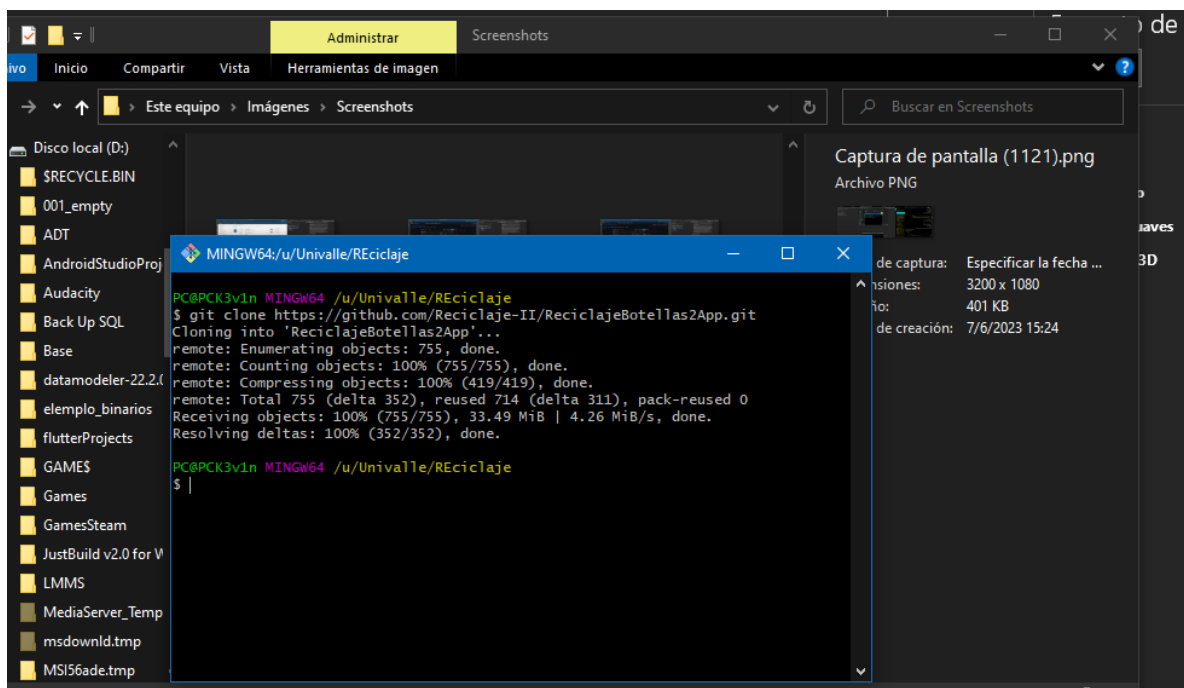 de
Administrar
Screenshots
ivo
Inicio
Compartir
Vista
Herramientas de imagen
Este equipo > Imágenes > Screenshots
Buscar en Screenshots
Disco local (D:)
$RECYCLE.BIN
001_empty
ADT
AndroidStudioProj
Audacity
Back Up SQL
Base
datamodeler-22.2.(
elemplo_binarios
flutterProjects
GAME$
Games
GamesSteam
JustBuild v2.0 for W
LMMS
MediaServer_Temp
msdownld.tmp
MSI56ade.tmp
MINGW64:/u/Univalle/REciclaje
PC@PCK3v1n MINGW64 /u/Univalle/REciclaje
$ git clone https://github.com/Reciclaje-II/ReciclajeBotellas2App.git
Cloning into 'ReciclajeBotellas2App'...
remote: Enumerating objects: 755, done.
remote: Counting objects: 100% (755/755), done.
remote: Compressing objects: 100% (419/419), done.
remote: Total 755 (delta 352), reused 714 (delta 311), pack-reused 0
Receiving objects: 100% (755/755), 33.49 MiB | 4.26 MiB/s, done.
Resolving deltas: 100% (352/352), done.
PC@PCK3v1n MINGW64 /u/Univalle/REciclaje
$
Captura de pantalla (1121).png
Archivo PNG
de captura: Especificar la fecha ...
nsiones: 3200 x 1080
ño: 401 KB
de creación: 7/6/2023 15:24
uaves
3D